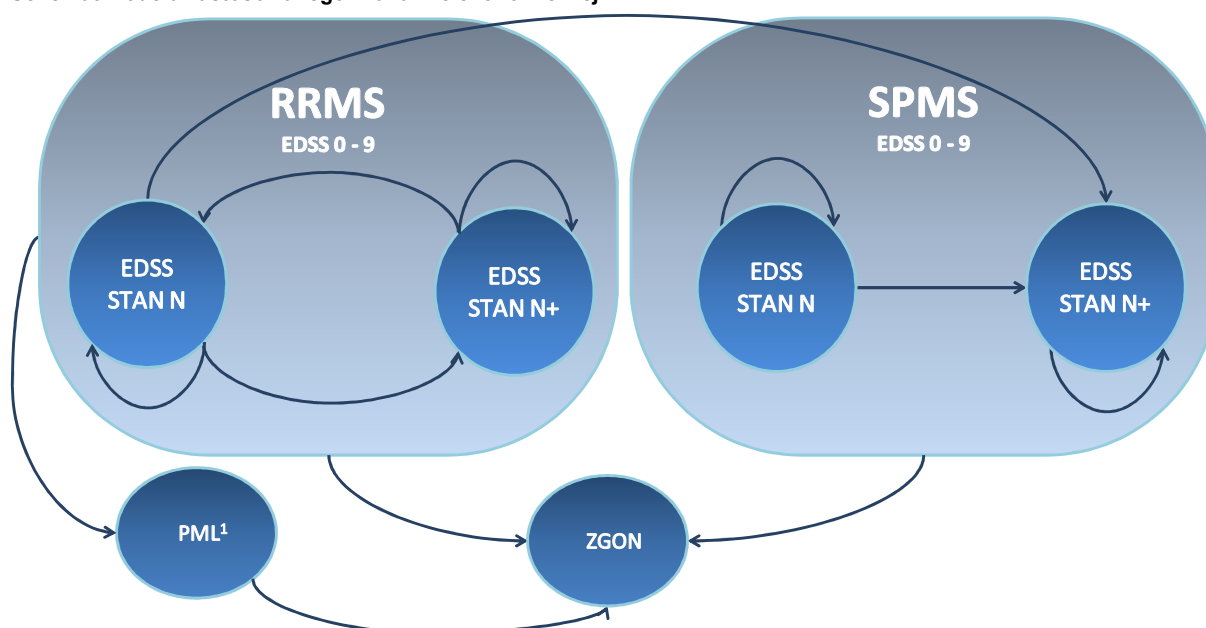 RRMS
EDSS 0 - 9
SPMS
EDSS 0 - 9
EDSS
STAN N
EDSS
STAN N+
EDSS
STAN N
EDSS
STAN N+
PML¹
ZGON